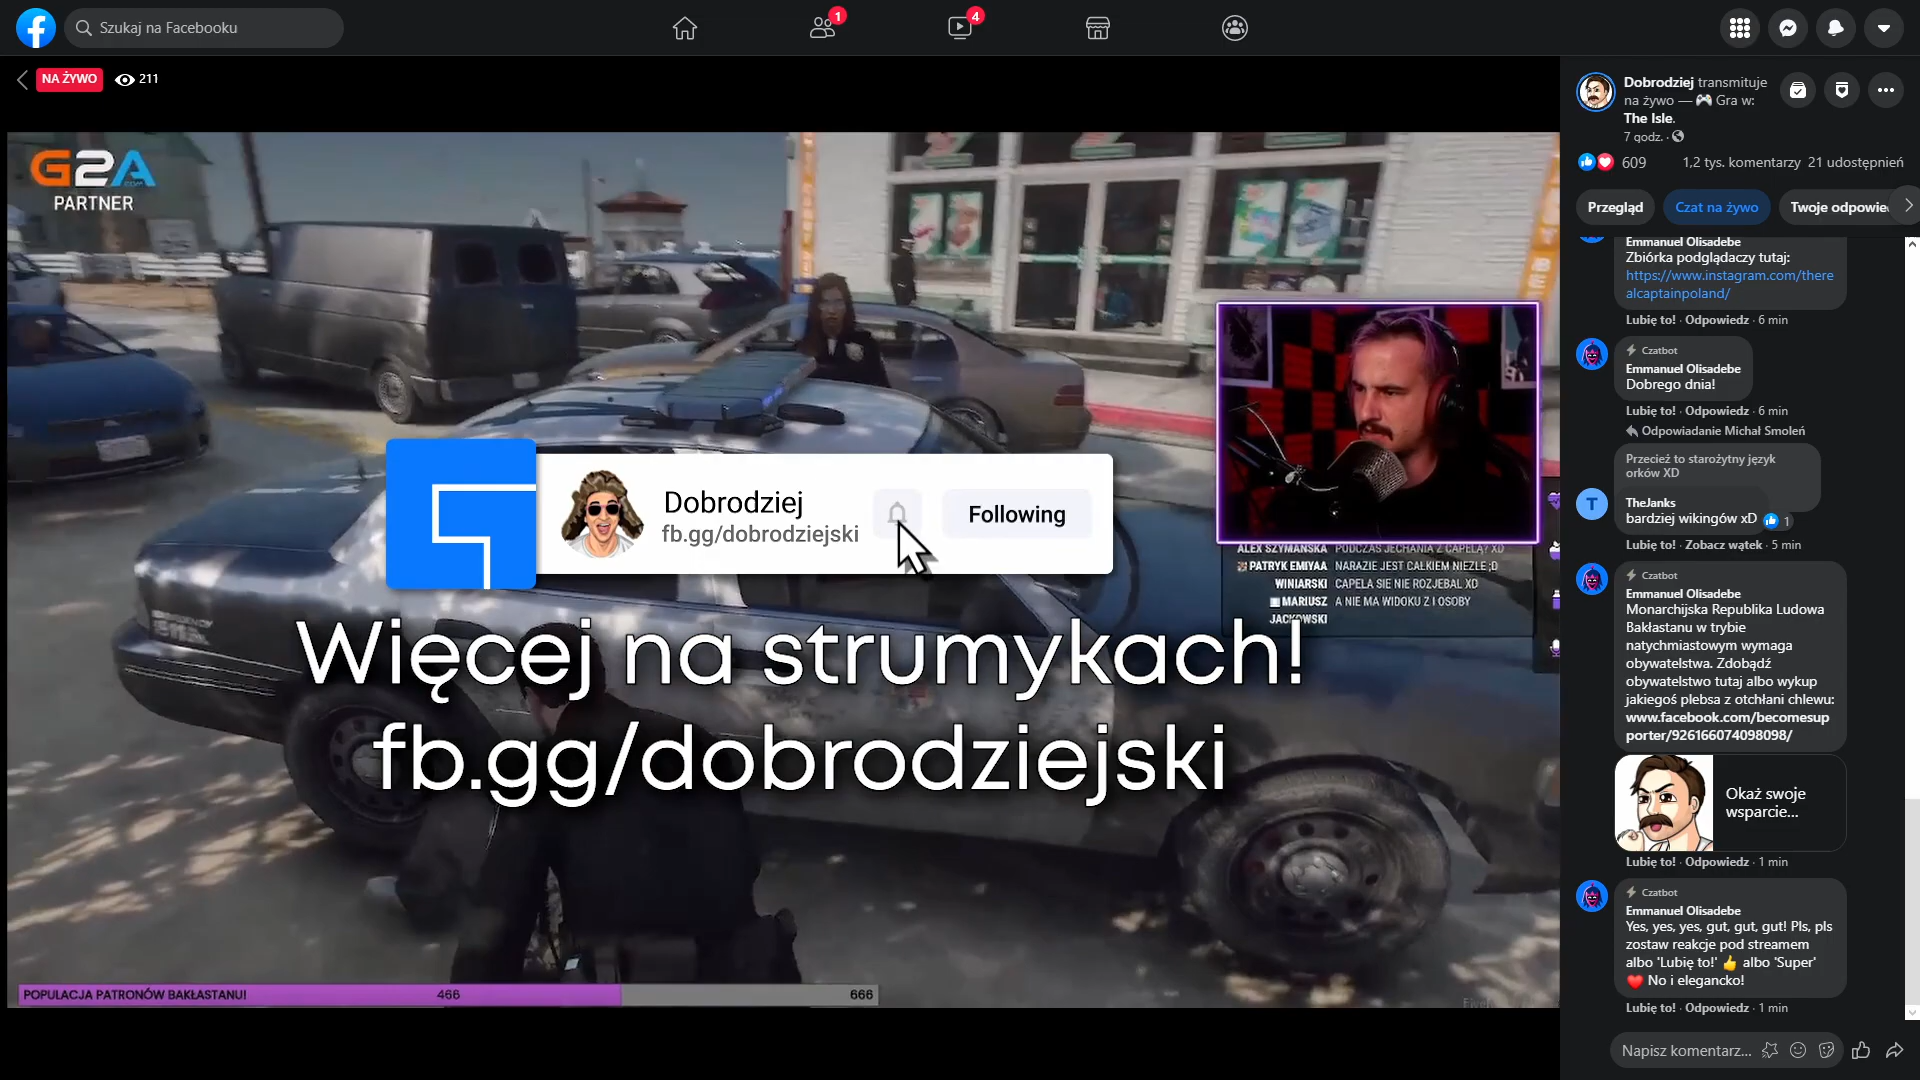 Szukaj na Facebooku
1
4
NA ŻYWO 211
G2A
.COM
PARTNER
Dobrodziej
fb.gg/dobrodziejski
Following
ALEX SZYMAŃSKA PODCZAS JECHANIA Z CAPELĄ? XD
PATRYK EMIYAA NARAZIE JEST CAŁKIEM NIEZLE ;D
WINIARSKI CAPELA SIE NIE ROZJEBAL XD
MARIUSZ JACKOWSKI A NIE MA WIDOKU Z I OSOBY
Więcej na strumykach!
fb.gg/dobrodziejski
POPULACJA PATRONÓW BAKŁASTANU! 466 666
Dobrodziej transmituje
na żywo — 🎮 Gra w:
The Isle.
7 godz. ·
609 1,2 tys. komentarzy 21 udostępnień
Przegląd Czat na żywo Twoje odpowie
Emmanuel Olisadebe
Zbiórka podglądaczy tutaj:
https://www.instagram.com/there
alcaptainpoland/
Lubię to! · Odpowiedz · 6 min
Czatbot
Emmanuel Olisadebe
Dobrego dnia!
Lubię to! · Odpowiedz · 6 min
Odpowiadanie Michał Smoleń
Przecież to starożytny język
orków XD
T
TheJanks
bardziej wikingów xD
1
Lubię to! · Zobacz wątek · 5 min
Czatbot
Emmanuel Olisadebe
Monarchijska Republika Ludowa
Bakłastanu w trybie
natychmiastowym wymaga
obywatelstwa. Zdobądź
obywatelstwo tutaj albo wykup
jakiegoś plebsa z otchłani chlewu:
www.facebook.com/becomesup
porter/926166074098098/
Okaż swoje
wsparcie...
Lubię to! · Odpowiedz · 1 min
Czatbot
Emmanuel Olisadebe
Yes, yes, yes, gut, gut, gut! Pls, pls
zostaw reakcje pod streamem
albo 'Lubię to!' 👍 albo 'Super'
❤️ No i elegancko!
Lubię to! · Odpowiedz · 1 min
Napisz komentarz...